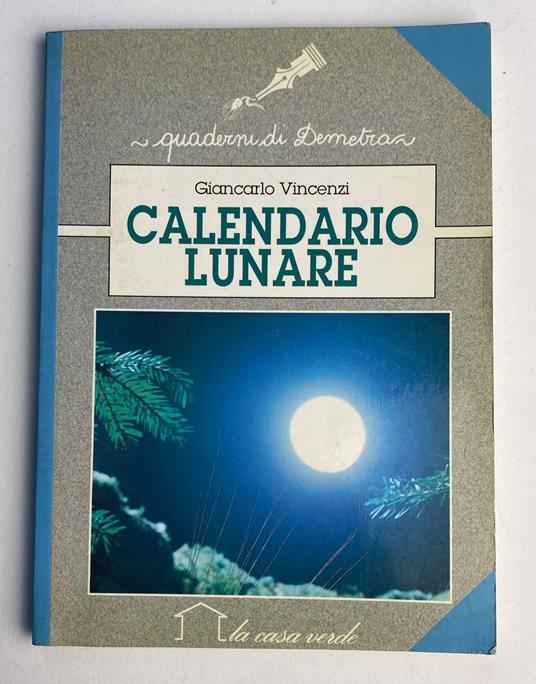 quaderni di Demetra
Giancarlo Vincenzi
CALENDARIO
LUNARE
la casa verde